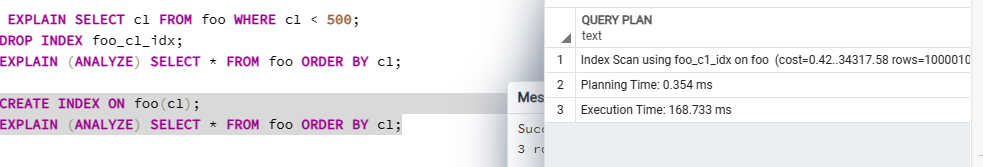 EXPLAIN SELECT c1 FROM foo WHERE c1 < 500;
DROP INDEX foo_c1_idx;
EXPLAIN (ANALYZE) SELECT * FROM foo ORDER BY c1;
CREATE INDEX ON foo(c1);
EXPLAIN (ANALYZE) SELECT * FROM foo ORDER BY c1;
Mes
Succ
3 ro
QUERY PLAN
text
1 Index Scan using foo_c1_idx on foo (cost=0.42..34317.58 rows=1000010
2 Planning Time: 0.354 ms
3 Execution Time: 168.733 ms